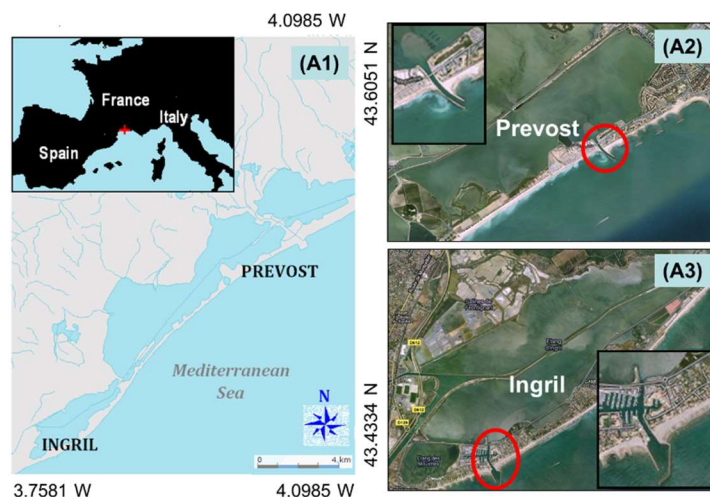 4.0985 W
(A1)
France
Italy
Spain
PREVOST
Mediterranean
Sea
N
INGRIL
0 4 km
3.7581 W
4.0985 W
43.6051 N
43.4334 N
(A2)
Prevost
(A3)
Ingril